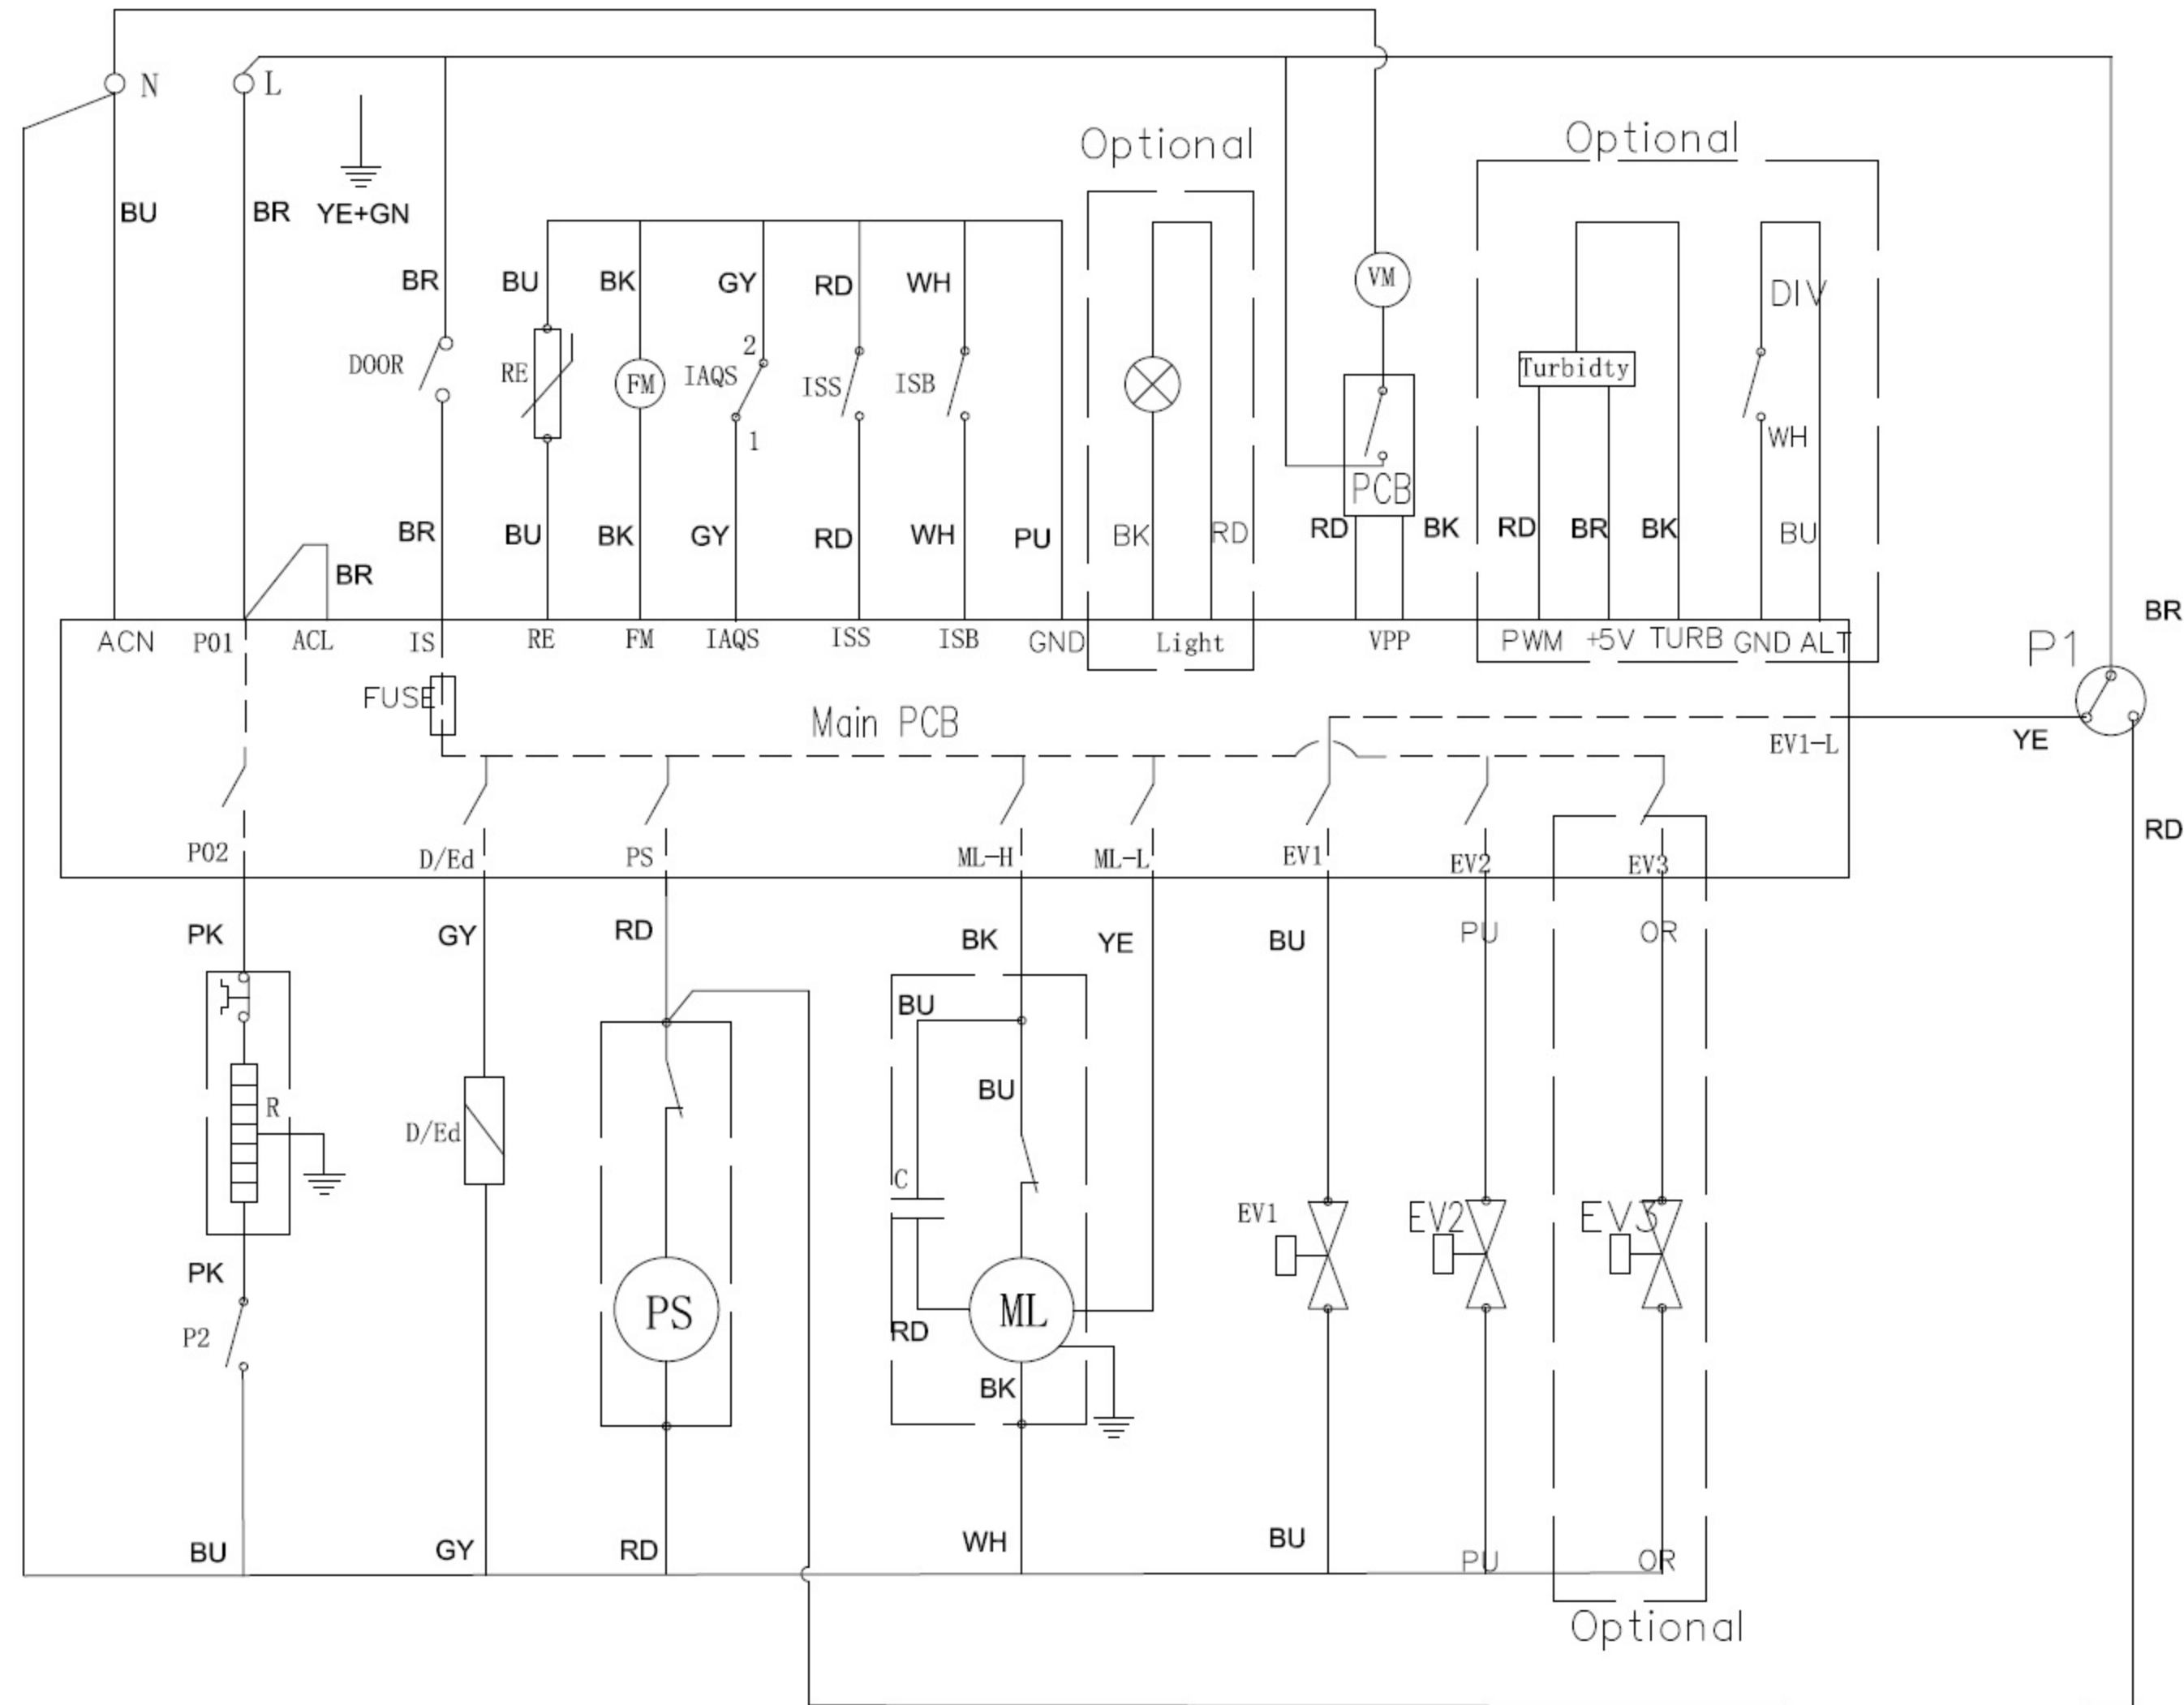 N
L
Optional
Optional
BU
BR
YE+GN
BR
BU
BK
GY
RD
WH
VM
DIV
DOOR
RE
FM
IAQS
2
1
ISS
ISB
Turbidty
WH
PCB
BR
BR
BU
BK
GY
RD
WH
PU
BK
RD
RD
BK
RD
BR
BK
BU
BR
ACN
P01
ACL
IS
RE
FM
IAQS
ISS
ISB
GND
Light
VPP
PWM
+5V
TURB
GND
ALT
P1
FUSE
Main PCB
EV1-L
YE
RD
P02
D/Ed
PS
ML-H
ML-L
EV1
EV2
EV3
PK
GY
RD
BK
YE
BU
PU
OR
BU
BU
R
D/Ed
C
EV1
EV2
EV3
PK
PS
ML
RD
P2
BK
BU
GY
RD
WH
BU
PU
OR
Optional